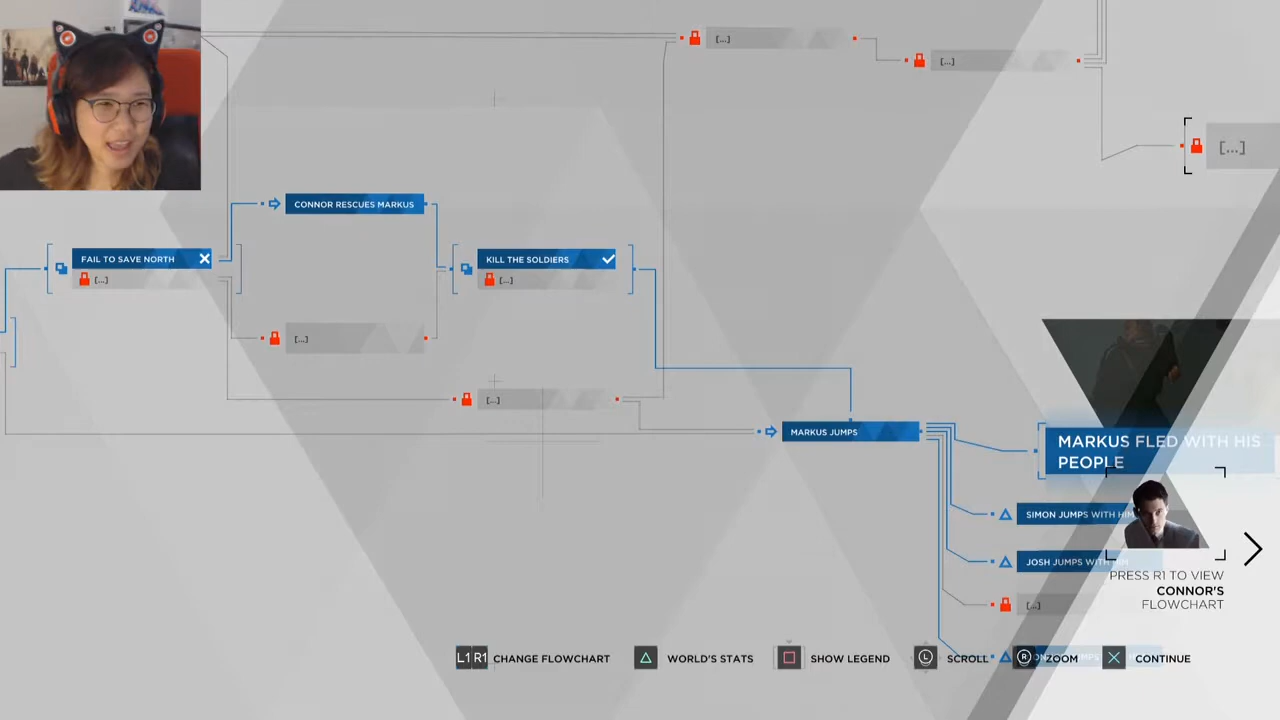 [...]
[...]
[...]
CONNOR RESCUES MARKUS
FAIL TO SAVE NORTH
[...]
KILL THE SOLDIERS
[...]
[...]
[...]
MARKUS JUMPS
MARKUS FLED WITH HIS
PEOPLE
SIMON JUMPS WITH HIM
JOSH JUMPS WITH HIM
PRESS R1 TO VIEW
CONNOR'S
FLOWCHART
[...]
L1 R1 CHANGE FLOWCHART
WORLD'S STATS
SHOW LEGEND
L SCROLL
R ZOOM
CONTINUE